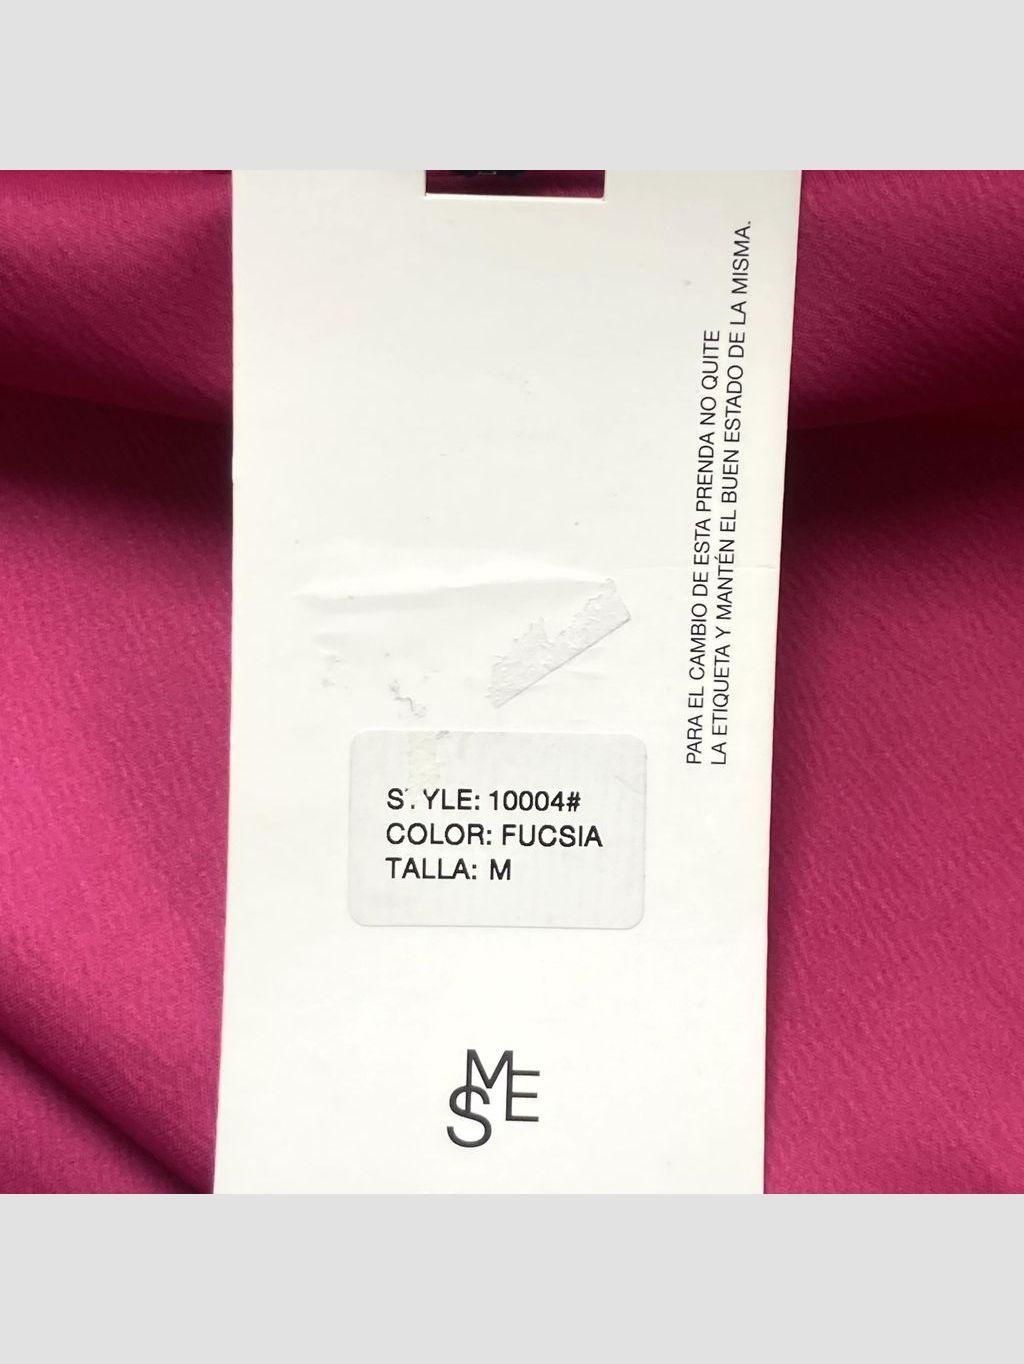 PARA EL CAMBIO DE ESTA PRENDA NO QUITE
LA ETIQUETA Y MANTÉN EL BUEN ESTADO DE LA MISMA.
S. YLE: 10004#
COLOR: FUCSIA
TALLA: M
SME